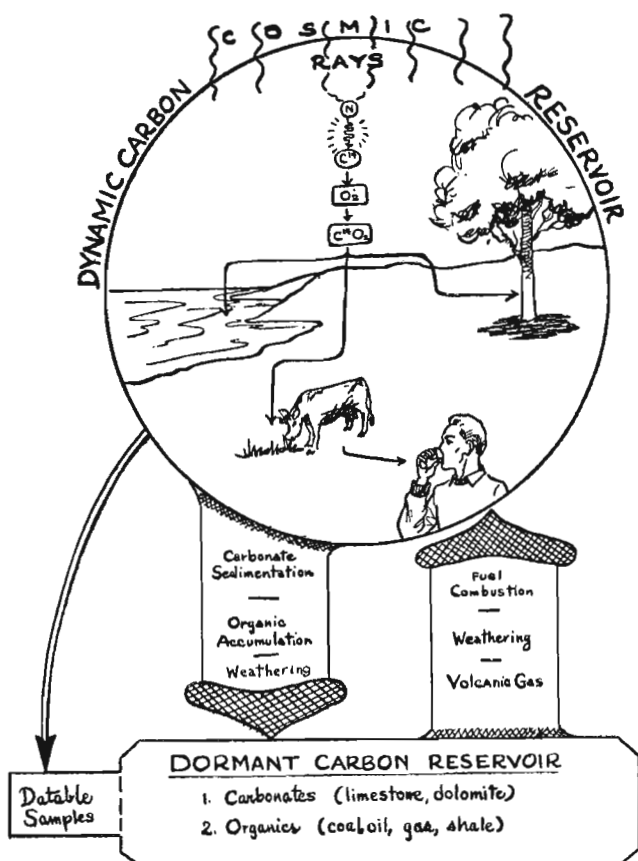 COSMIC
RAYS
DYNAMIC CARBON
RESERVOIR
N
C¹⁴
O₂
C¹⁴O₂
Carbonate
Sedimentation
Organic
Accumulation
Weathering
Fuel
Combustion
Weathering
Volcanic Gas
Datable
Samples
DORMANT CARBON RESERVOIR
1. Carbonates (limestone, dolomite)
2. Organics (coal oil, gas, shale)